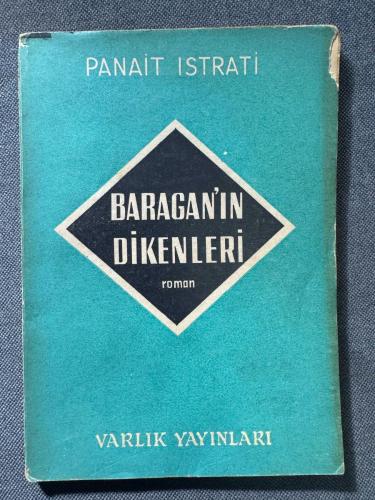 PANAİT ISTRATİ
BARAGAN'IN
DİKENLERİ
roman
VARLIK YAYINLARI